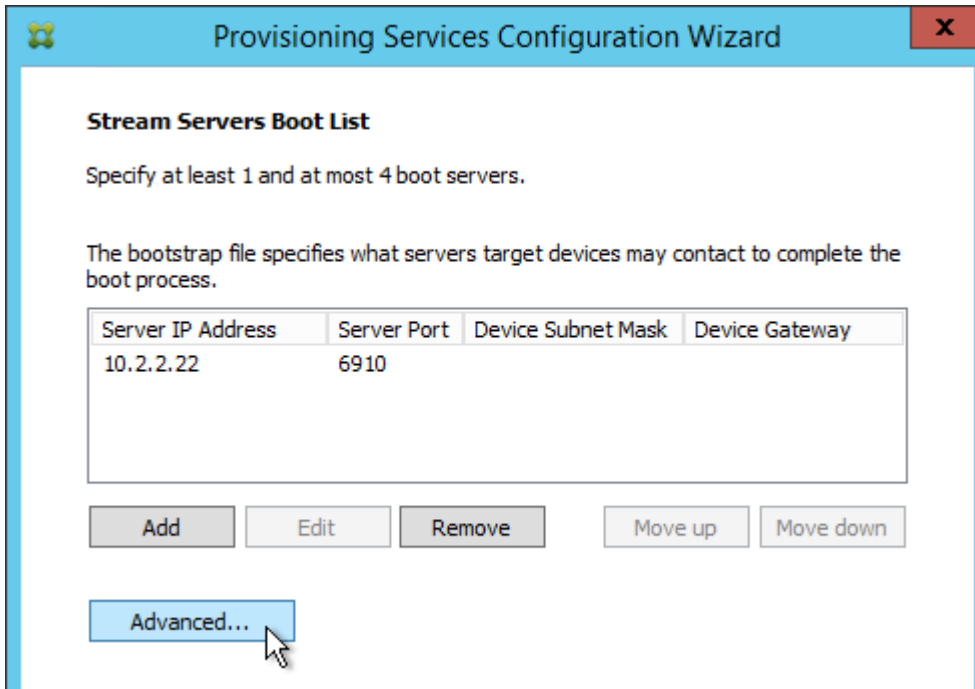 Provisioning Services Configuration Wizard
x
Stream Servers Boot List
Specify at least 1 and at most 4 boot servers.
The bootstrap file specifies what servers target devices may contact to complete the
boot process.
Server IP Address Server Port Device Subnet Mask Device Gateway
10.2.2.22 6910
Add Edit Remove Move up Move down
Advanced...